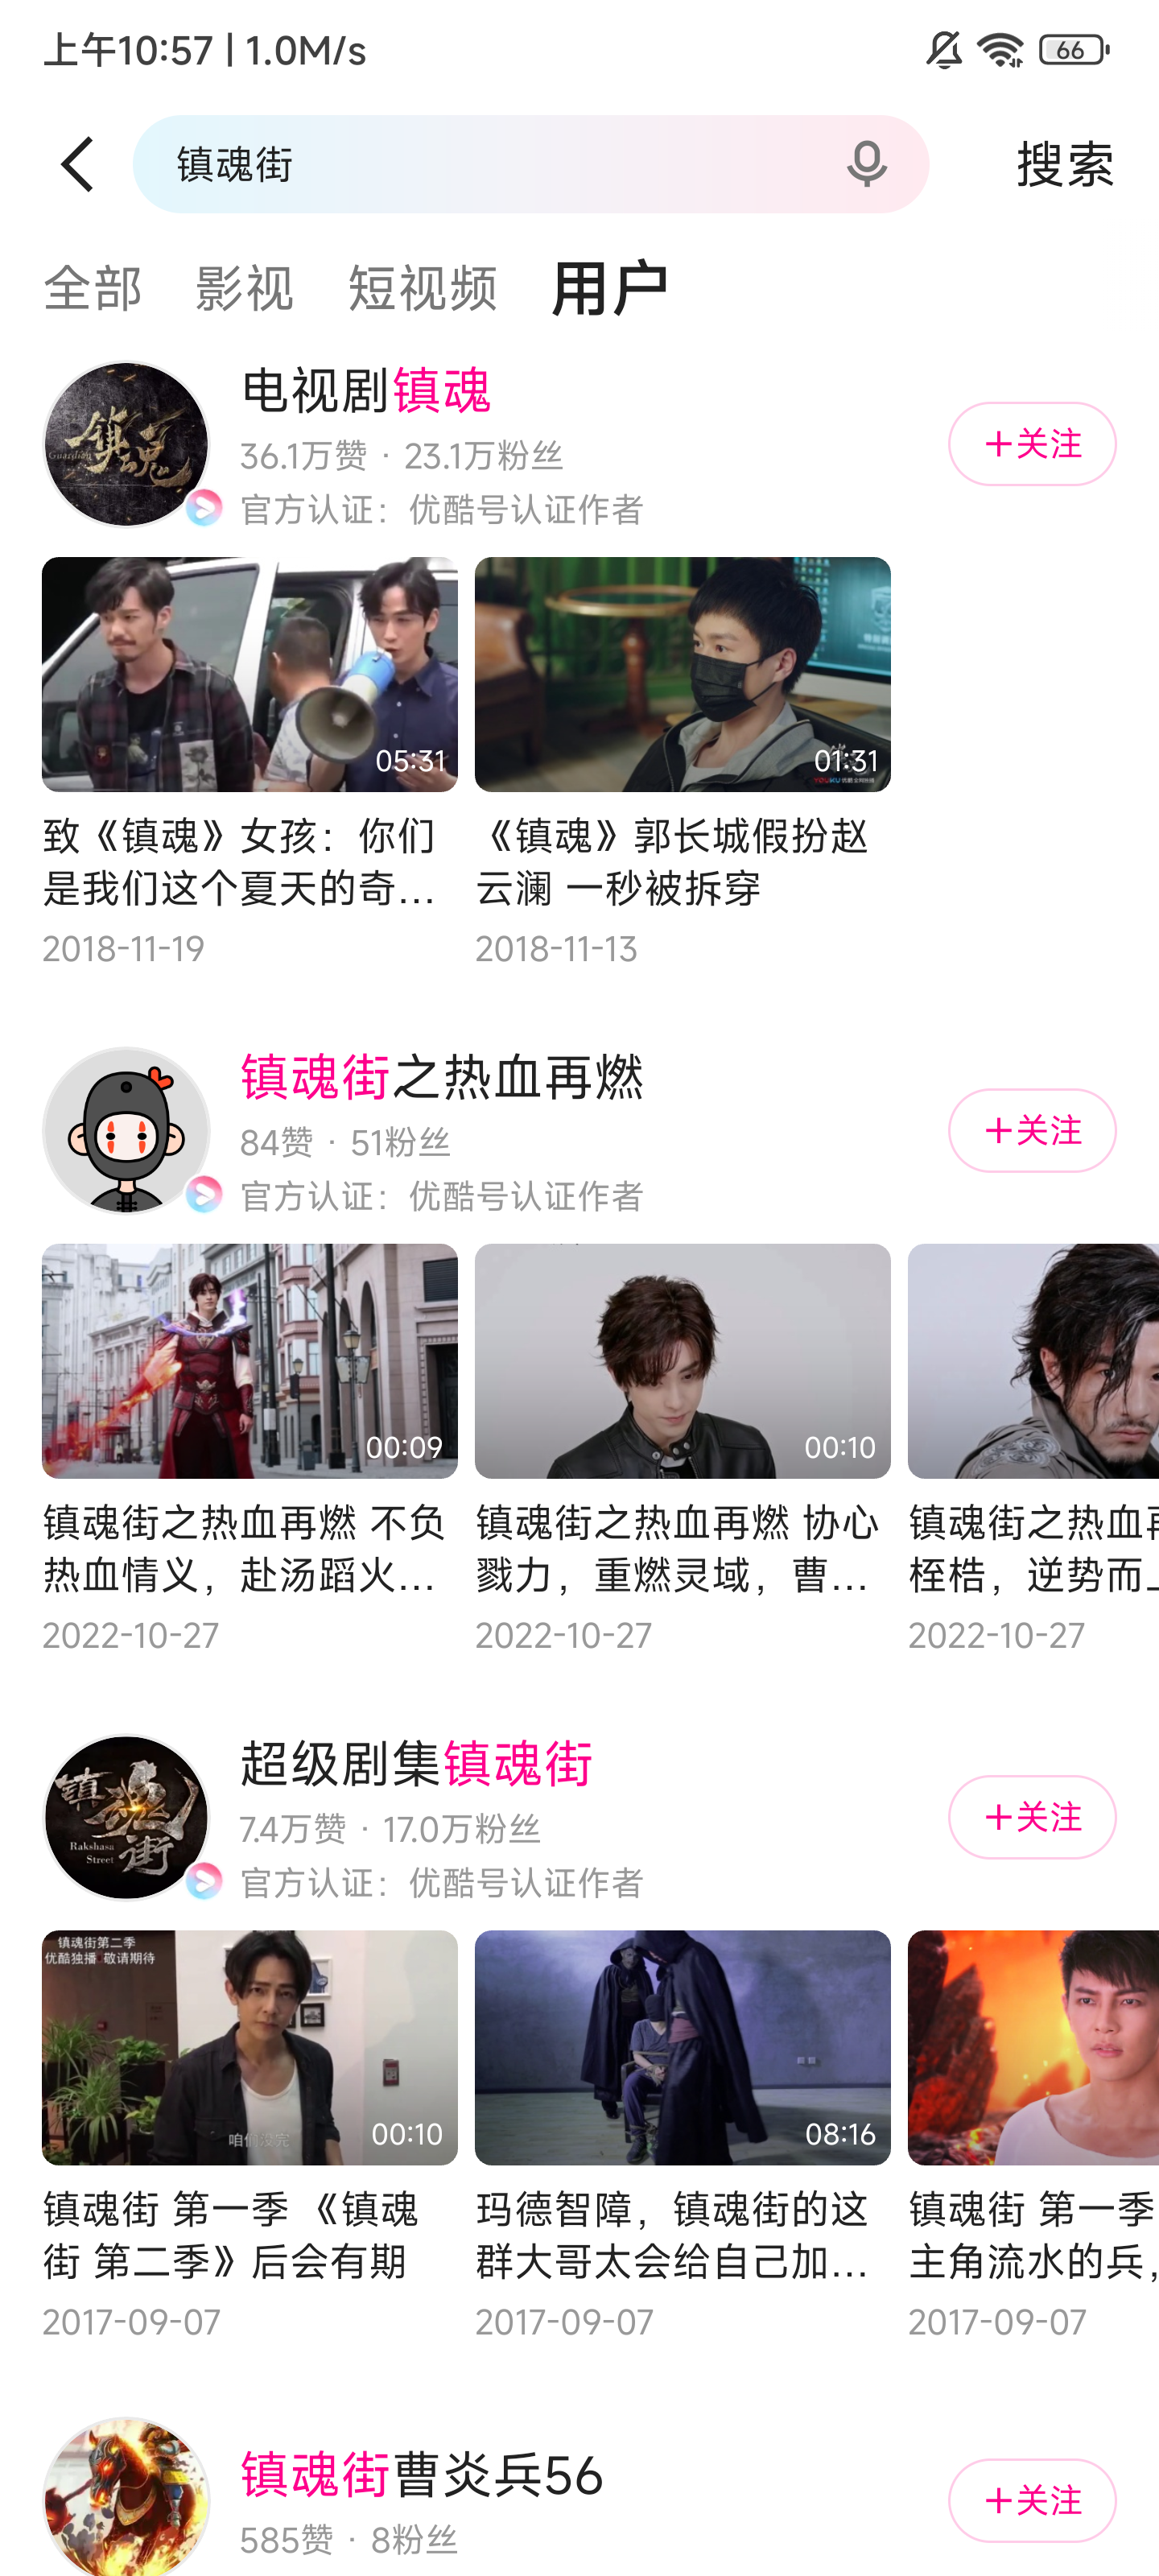 上午10:57 | 1.0M/s
66
镇魂街
搜索
全部 影视 短视频 用户
电视剧镇魂
36.1万赞 · 23.1万粉丝
官方认证：优酷号认证作者
+关注
镇魂
Guardian
05:31
01:31
YOUKU
致《镇魂》女孩：你们
是我们这个夏天的奇...
2018-11-19
《镇魂》郭长城假扮赵
云澜 一秒被拆穿
2018-11-13
镇魂街之热血再燃
84赞 · 51粉丝
官方认证：优酷号认证作者
+关注
00:09
00:10
镇魂街之热血再燃 不负
热血情义，赴汤蹈火...
2022-10-27
镇魂街之热血再燃 协心
戮力，重燃灵域，曹...
2022-10-27
镇魂街之热血再
桎梏，逆势而上
2022-10-27
超级剧集镇魂街
7.4万赞 · 17.0万粉丝
官方认证：优酷号认证作者
+关注
镇魂街
Rakshasa
Street
镇魂街第二季
优酷独播 敬请期待
咱们没完
00:10
08:16
镇魂街 第一季 《镇魂
街 第二季》后会有期
2017-09-07
玛德智障，镇魂街的这
群大哥太会给自己加...
2017-09-07
镇魂街 第一季
主角流水的兵，
2017-09-07
镇魂街曹炎兵56
585赞 · 8粉丝
+关注